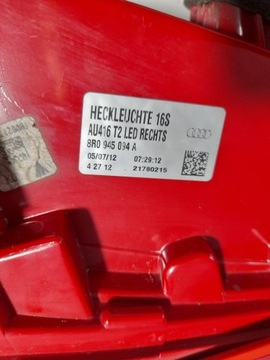 HECKLEUCHTE 16S
AU416 T2 LED RECHTS
8R0 945 094 A
05/07/12 07:29:12
4 27 12 21780215